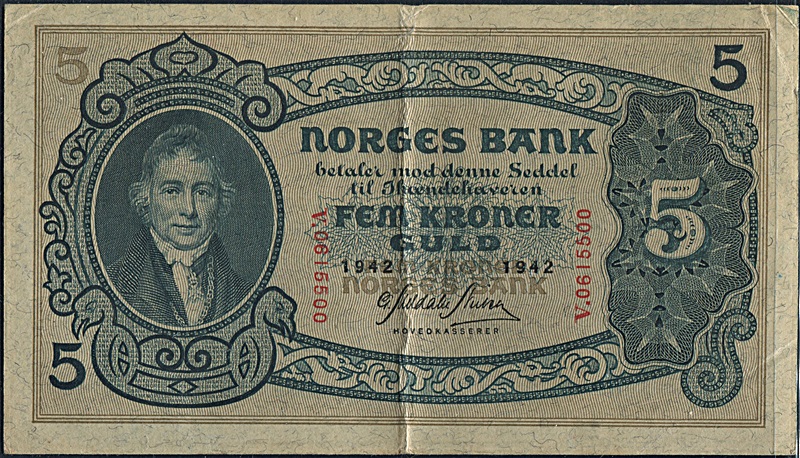 5
5
NORGES BANK
betaler mod denne Seddel
til Ihændehaveren
FEM KRONER
GULD
1942 1942
NORGES BANK
HOVEDKASSERER
V.0615500
V.0615500
5
5